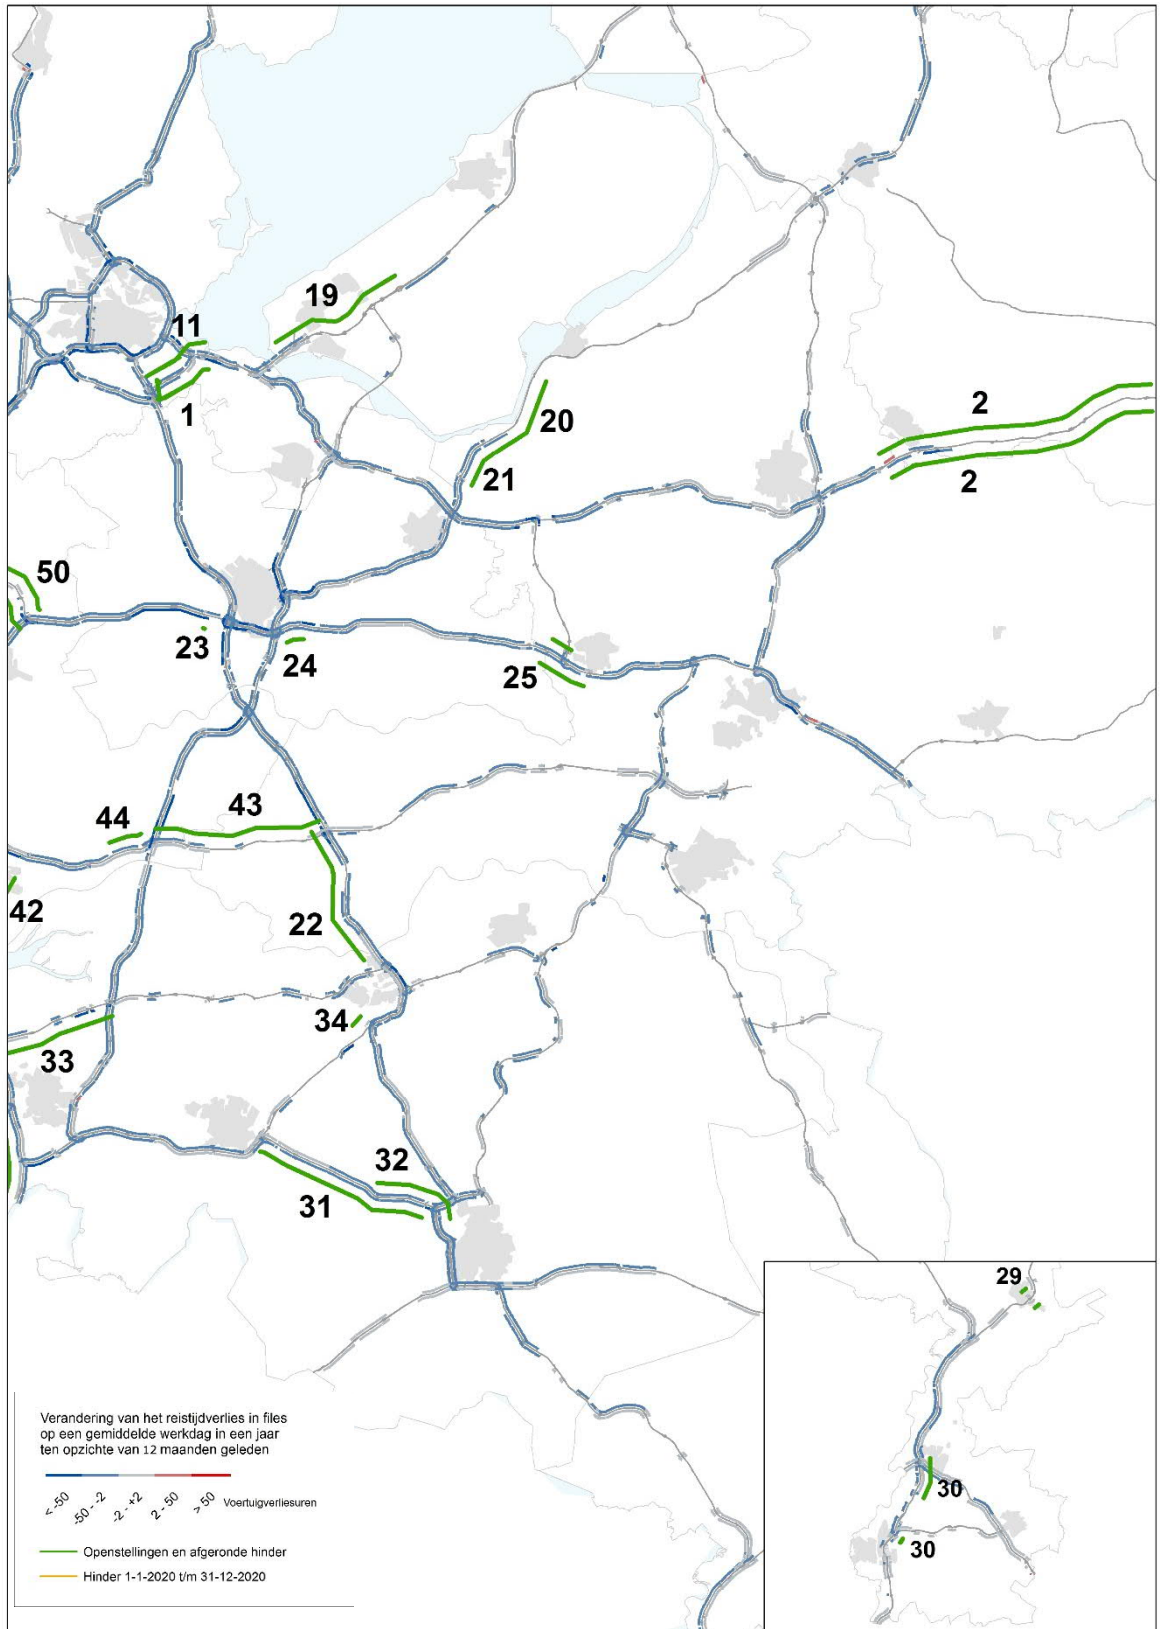 19
11
1
2
20
21
2
50
23
24
25
44
43
42
22
34
33
32
31
29
30
30
Verandering van het reistijdverlies in files
op een gemiddelde werkdag in een jaar
ten opzichte van 12 maanden geleden
< -50
-50 - -2
-2 - +2
2 - 50
> 50
Voertuigverliesuren
Openstellingen en afgeronde hinder
Hinder 1-1-2020 t/m 31-12-2020